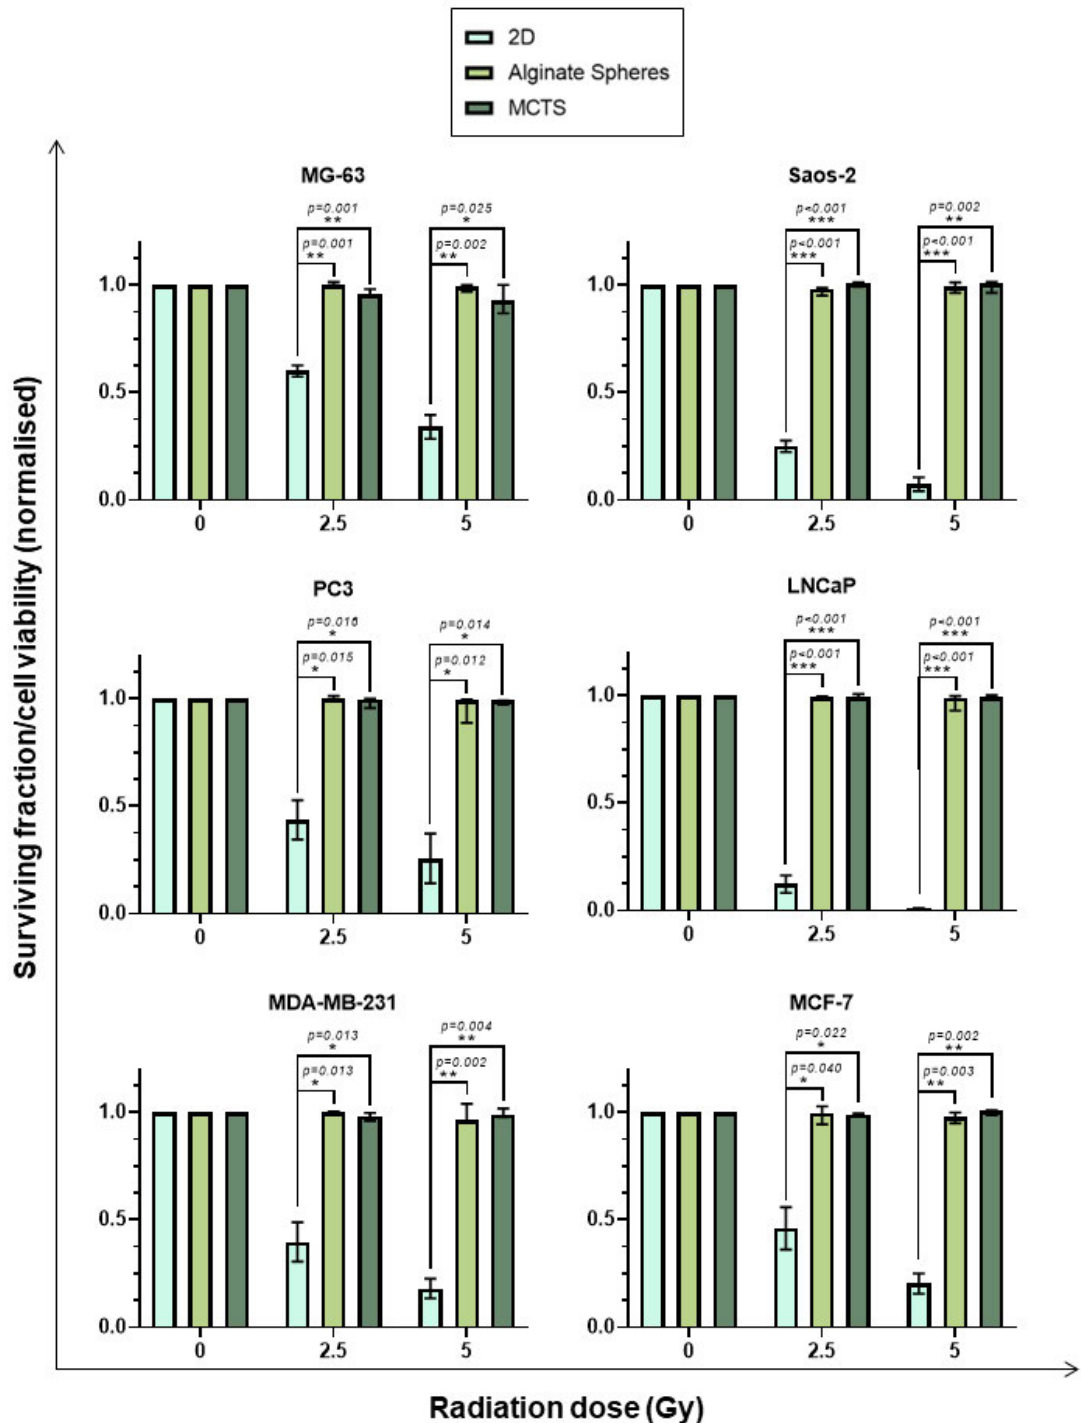 2D
Alginate Spheres
MCTS
Surviving fraction/cell viability (normalised)
MG-63
p=0.001
**
p=0.001
**
p=0.025
*
p=0.002
**
1.0
0.5
0.0
0
2.5
5
Saos-2
p<0.001
***
p<0.001
***
p=0.002
**
p<0.001
***
1.0
0.5
0.0
0
2.5
5
PC3
p=0.016
*
p=0.015
*
p=0.014
*
p=0.012
*
1.0
0.5
0.0
0
2.5
5
LNCaP
p<0.001
***
p<0.001
***
p<0.001
***
p<0.001
***
1.0
0.5
0.0
0
2.5
5
MDA-MB-231
p=0.013
*
p=0.013
*
p=0.004
**
p=0.002
**
1.0
0.5
0.0
0
2.5
5
MCF-7
p=0.022
*
p=0.040
*
p=0.002
**
p=0.003
**
1.0
0.5
0.0
0
2.5
5
Radiation dose (Gy)